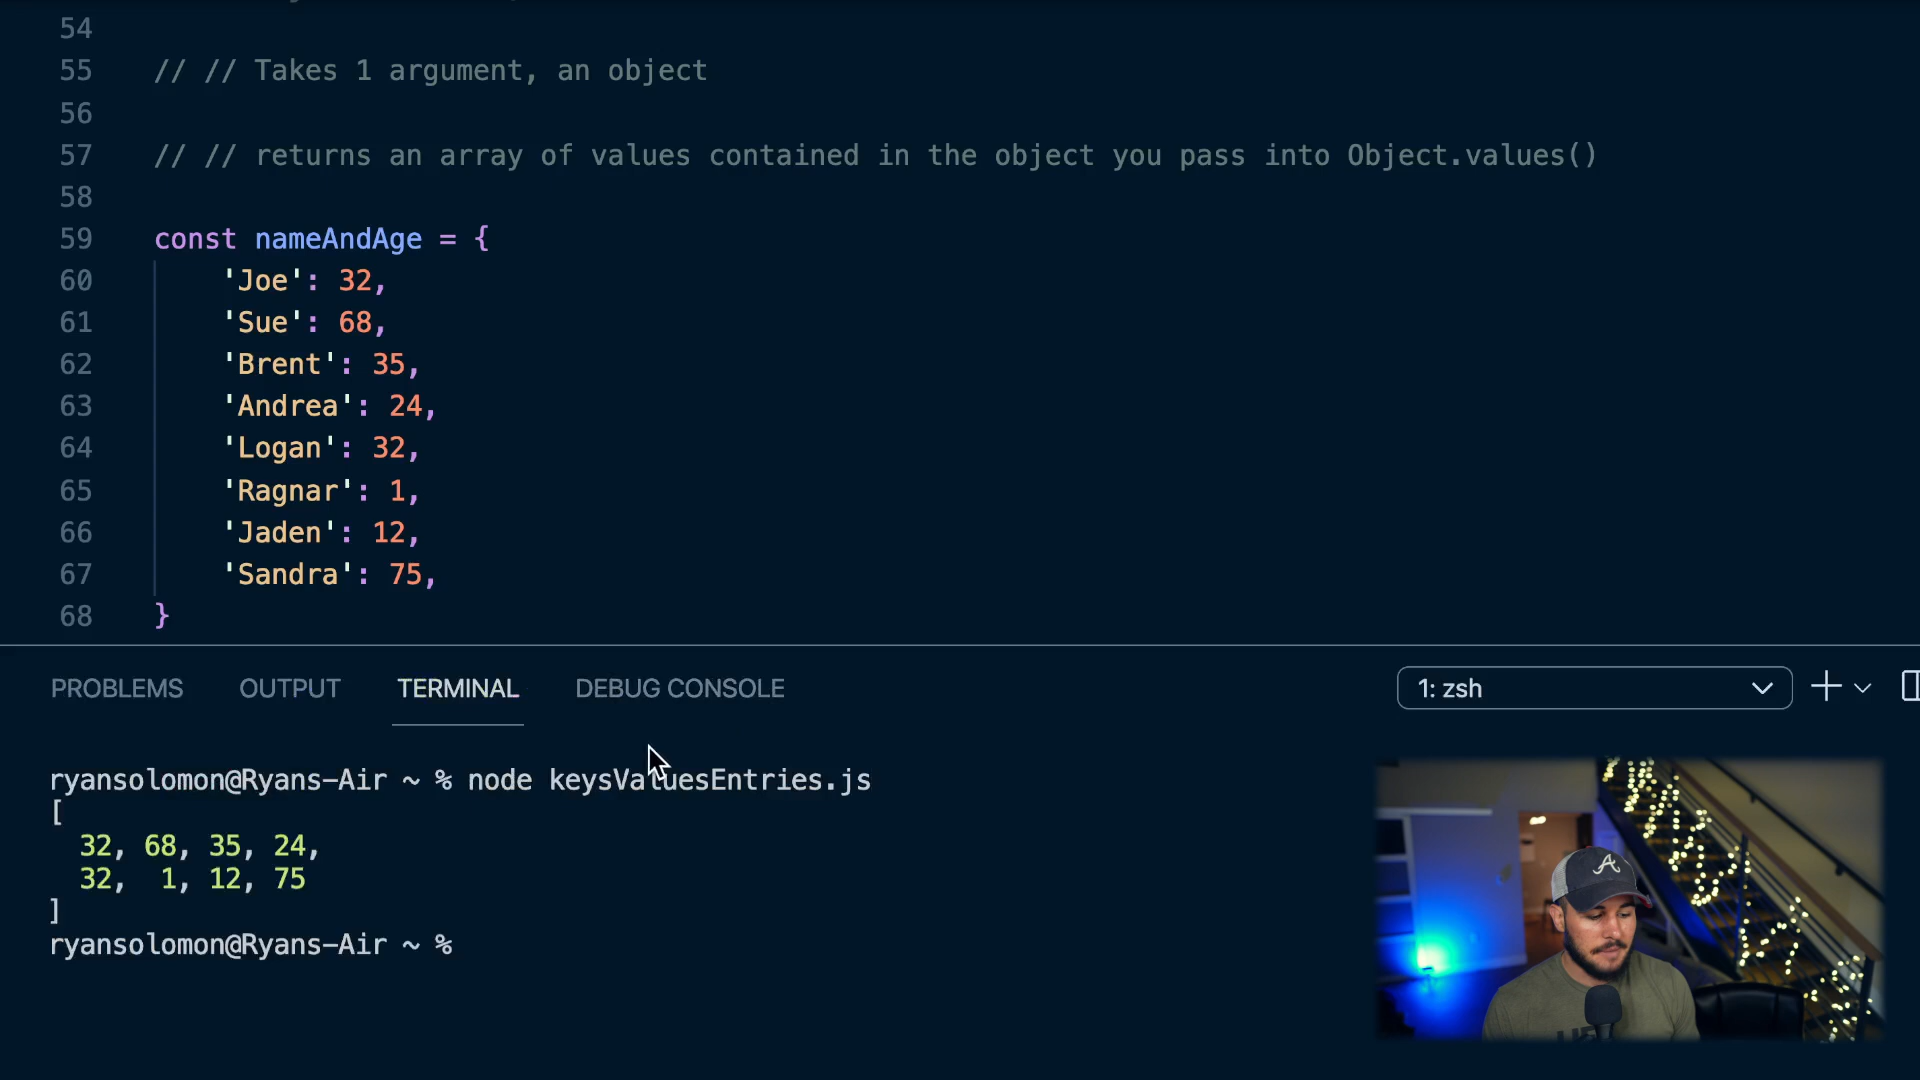 54
55 // // Takes 1 argument, an object
56
57 // // returns an array of values contained in the object you pass into Object.values()
58
59 const nameAndAge = {
60 'Joe': 32,
61 'Sue': 68,
62 'Brent': 35,
63 'Andrea': 24,
64 'Logan': 32,
65 'Ragnar': 1,
66 'Jaden': 12,
67 'Sandra': 75,
68 }
PROBLEMS OUTPUT TERMINAL DEBUG CONSOLE 1: zsh
ryansolomon@Ryans-Air ~ % node keysValuesEntries.js
[
32, 68, 35, 24,
32, 1, 12, 75
]
ryansolomon@Ryans-Air ~ %
A